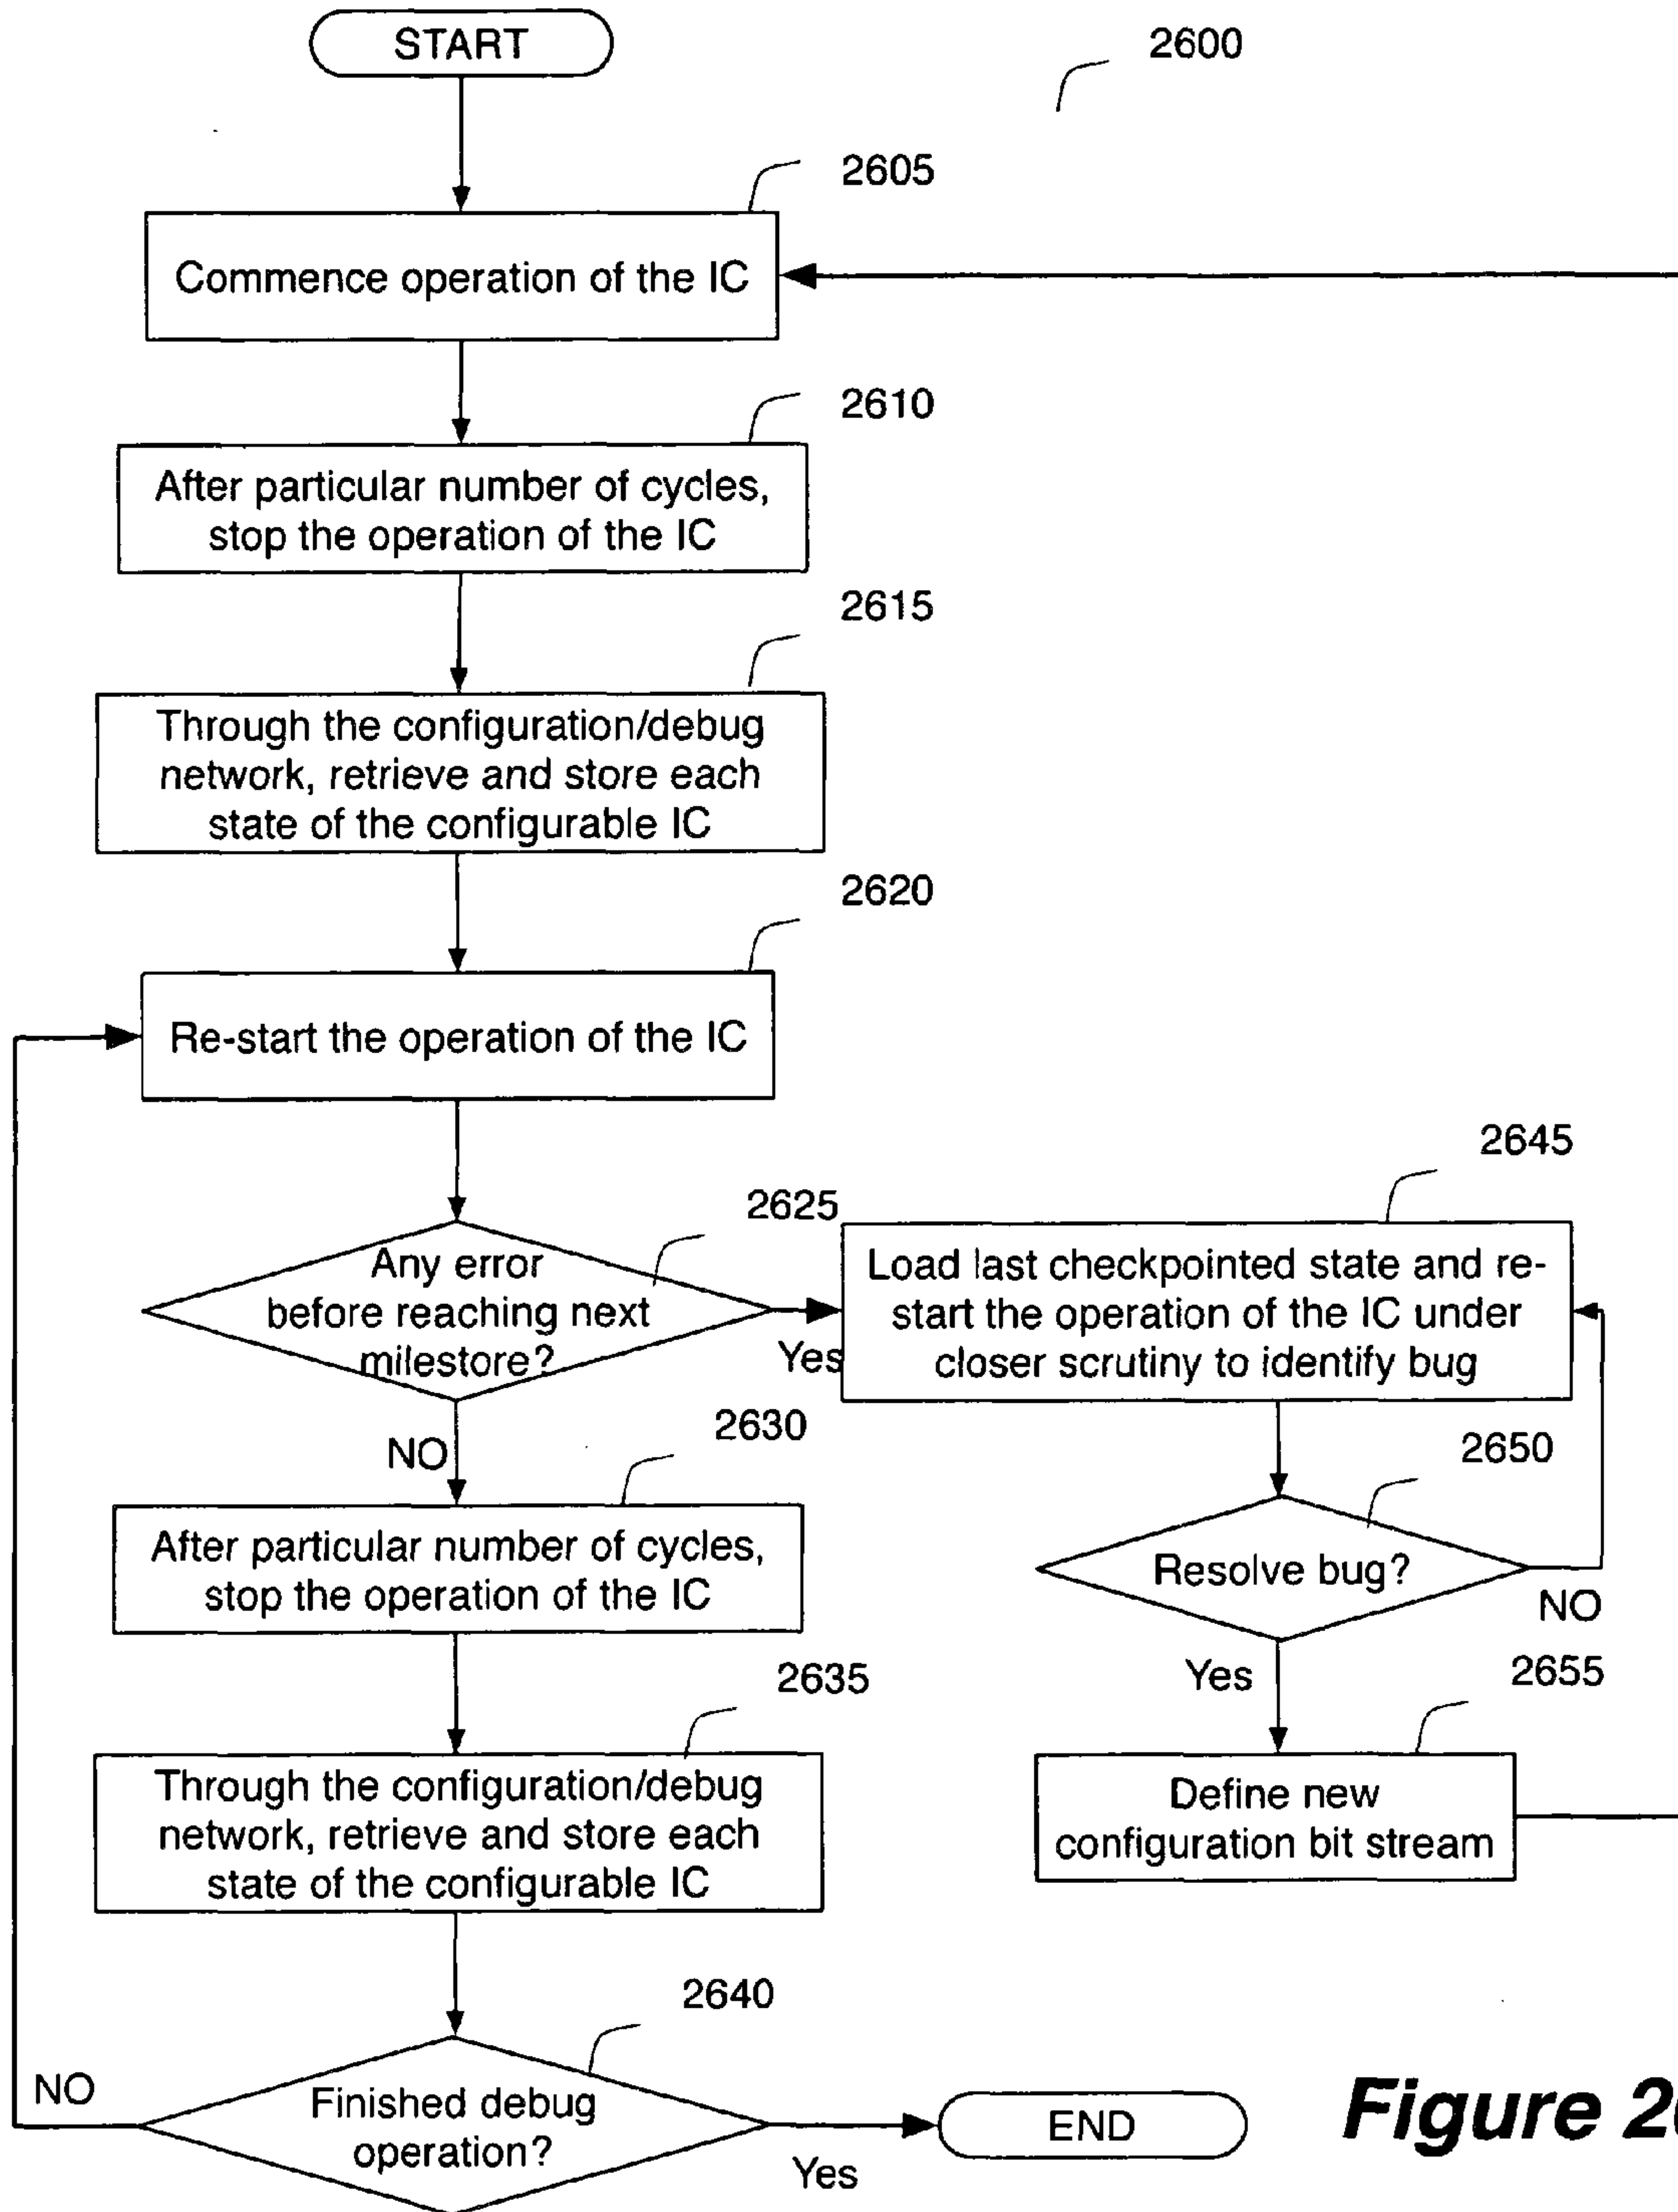 START
2600
2605
Commence operation of the IC
2610
After particular number of cycles,
stop the operation of the IC
2615
Through the configuration/debug
network, retrieve and store each
state of the configurable IC
2620
Re-start the operation of the IC
2625
Any error
before reaching next
milestore?
Yes
NO
2645
Load last checkpointed state and re-
start the operation of the IC under
closer scrutiny to identify bug
2650
Resolve bug?
NO
Yes
2655
Define new
configuration bit stream
2630
After particular number of cycles,
stop the operation of the IC
2635
Through the configuration/debug
network, retrieve and store each
state of the configurable IC
2640
Finished debug
operation?
NO
Yes
END
Figure